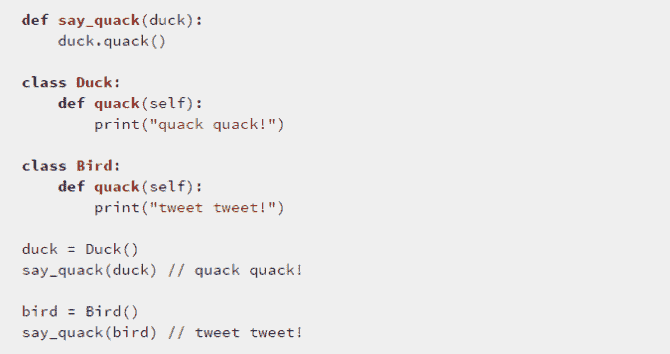 def say_quack(duck):
    duck.quack()

class Duck:
    def quack(self):
        print("quack quack!")

class Bird:
    def quack(self):
        print("tweet tweet!")

duck = Duck()
say_quack(duck) // quack quack!

bird = Bird()
say_quack(bird) // tweet tweet!